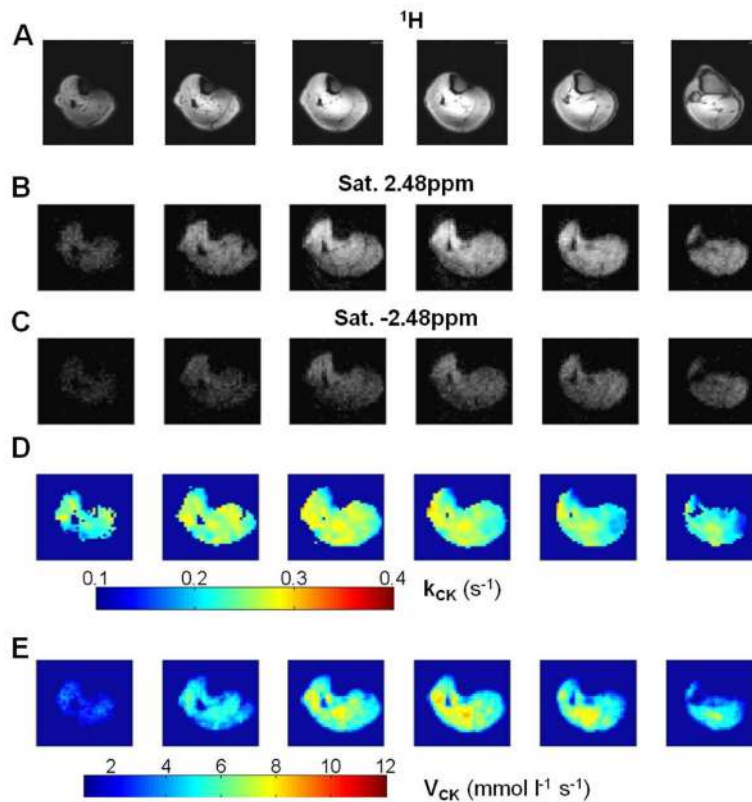 A
¹H
B
Sat. 2.48ppm
C
Sat. -2.48ppm
D
0.1 0.2 0.3 0.4
k_CK (s⁻¹)
E
2 4 6 8 10 12
V_CK (mmol l⁻¹ s⁻¹)